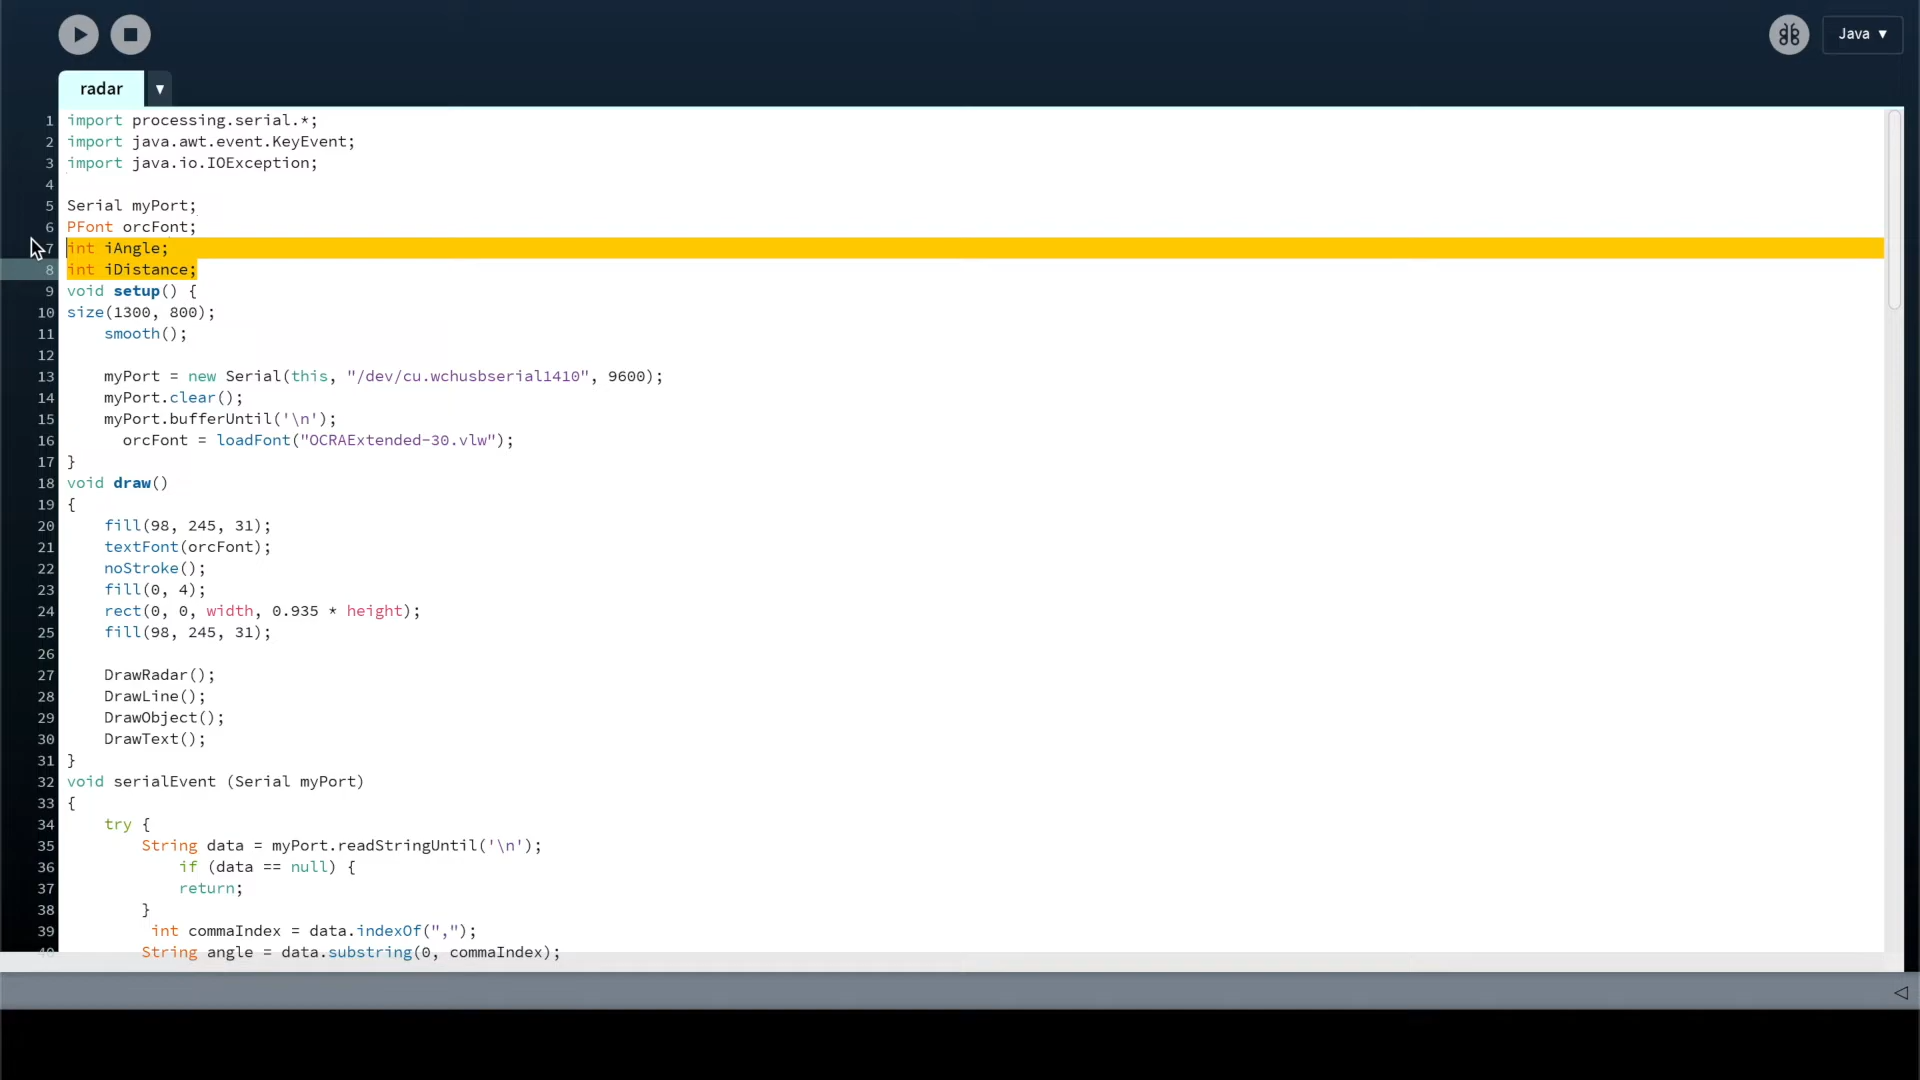 Java ▼
radar ▼
1 import processing.serial.*;
2 import java.awt.event.KeyEvent;
3 import java.io.IOException;
4
5 Serial myPort;
6 PFont orcFont;
7 int iAngle;
8 int iDistance;
9 void setup() {
10 size(1300, 800);
11 smooth();
12
13 myPort = new Serial(this, "/dev/cu.wchusbserial1410", 9600);
14 myPort.clear();
15 myPort.bufferUntil('\n');
16 orcFont = loadFont("OCRAExtended-30.vlw");
17 }
18 void draw()
19 {
20 fill(98, 245, 31);
21 textFont(orcFont);
22 noStroke();
23 fill(0, 4);
24 rect(0, 0, width, 0.935 * height);
25 fill(98, 245, 31);
26
27 DrawRadar();
28 DrawLine();
29 DrawObject();
30 DrawText();
31 }
32 void serialEvent (Serial myPort)
33 {
34 try {
35 String data = myPort.readStringUntil('\n');
36 if (data == null) {
37 return;
38 }
39 int commaIndex = data.indexOf(",");
40 String angle = data.substring(0, commaIndex);